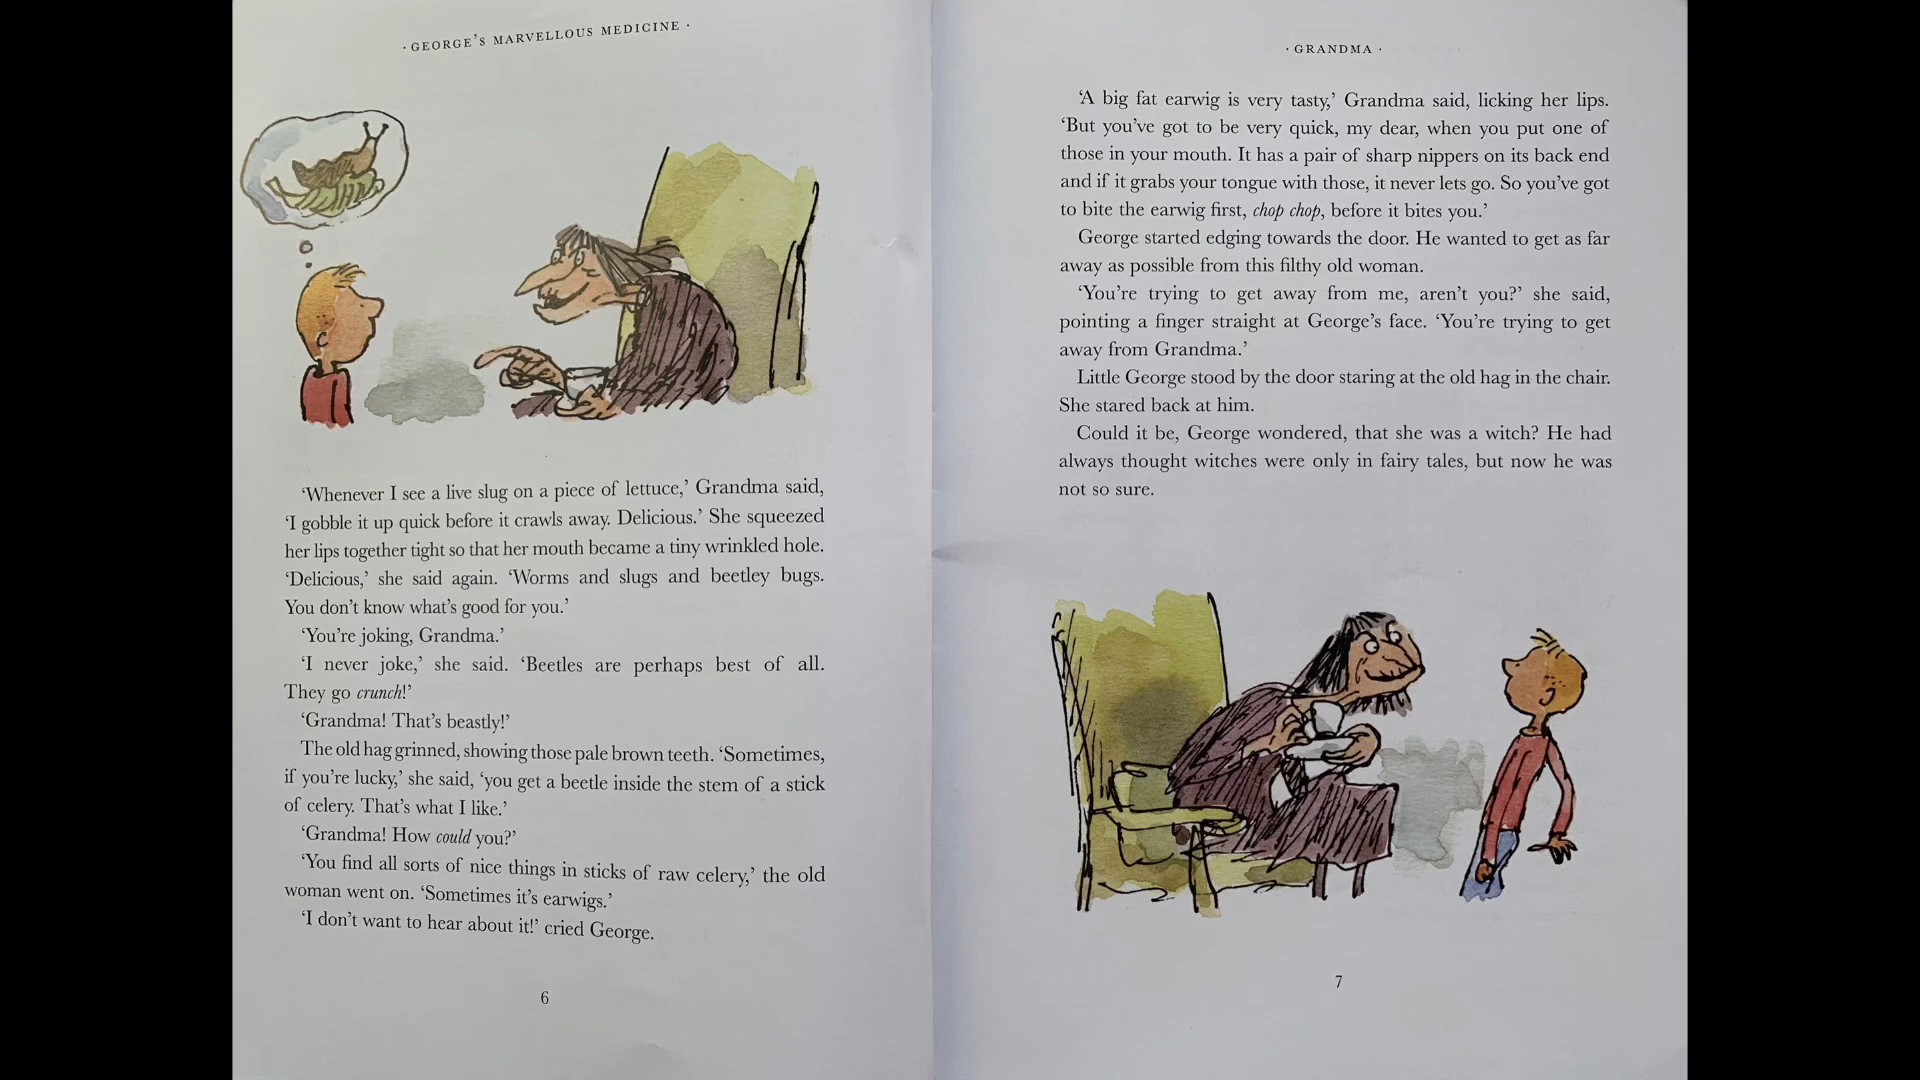 · GEORGE'S MARVELLOUS MEDICINE ·
‘Whenever I see a live slug on a piece of lettuce,’ Grandma said,
‘I gobble it up quick before it crawls away. Delicious.’ She squeezed
her lips together tight so that her mouth became a tiny wrinkled hole.
‘Delicious,’ she said again. ‘Worms and slugs and beetley bugs.
You don’t know what’s good for you.’
‘You’re joking, Grandma.’
‘I never joke,’ she said. ‘Beetles are perhaps best of all.
They go crunch!’
‘Grandma! That’s beastly!’
The old hag grinned, showing those pale brown teeth. ‘Sometimes,
if you’re lucky,’ she said, ‘you get a beetle inside the stem of a stick
of celery. That’s what I like.’
‘Grandma! How could you?’
‘You find all sorts of nice things in sticks of raw celery,’ the old
woman went on. ‘Sometimes it’s earwigs.’
‘I don’t want to hear about it!’ cried George.
6
· GRANDMA ·
‘A big fat earwig is very tasty,’ Grandma said, licking her lips.
‘But you’ve got to be very quick, my dear, when you put one of
those in your mouth. It has a pair of sharp nippers on its back end
and if it grabs your tongue with those, it never lets go. So you’ve got
to bite the earwig first, chop chop, before it bites you.’
George started edging towards the door. He wanted to get as far
away as possible from this filthy old woman.
‘You’re trying to get away from me, aren’t you?’ she said,
pointing a finger straight at George’s face. ‘You’re trying to get
away from Grandma.’
Little George stood by the door staring at the old hag in the chair.
She stared back at him.
Could it be, George wondered, that she was a witch? He had
always thought witches were only in fairy tales, but now he was
not so sure.
7